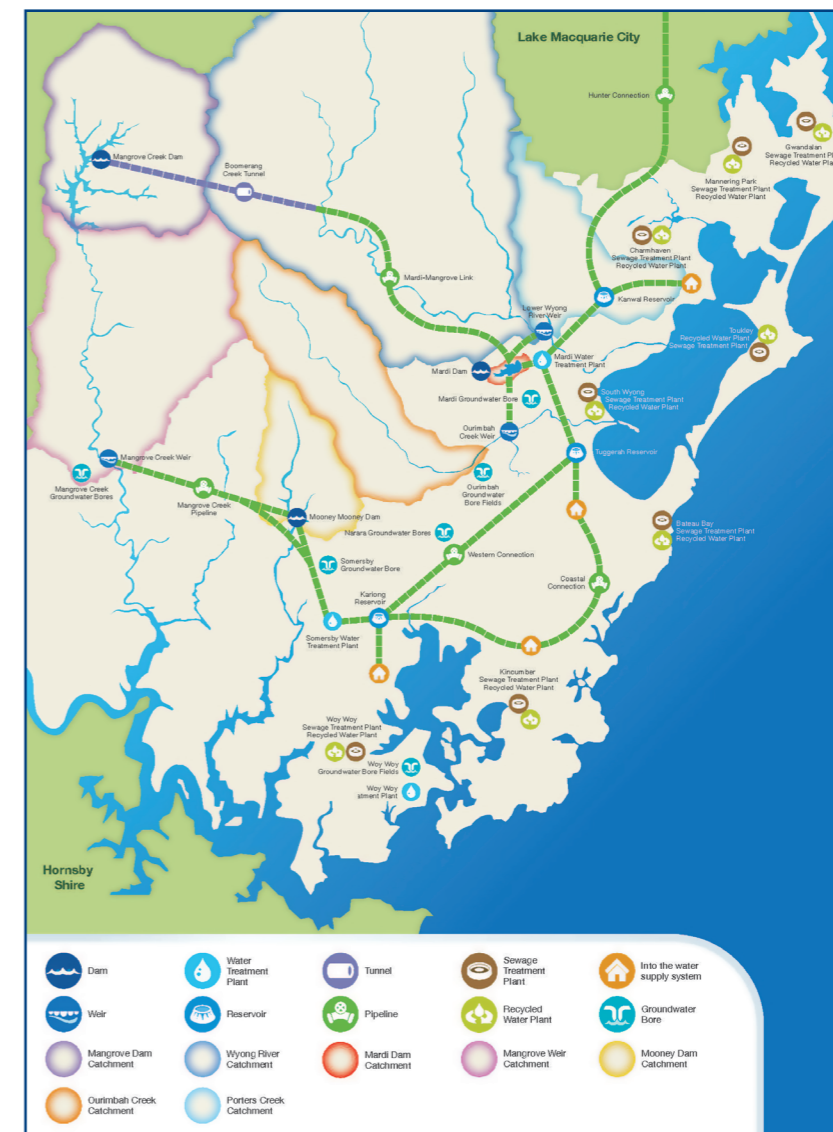 Lake Macquarie City
Hunter Connection
Gwandalan
Sewage Treatment
Recycled Water
Mannering Park
Sewage Treatment Plant
Recycled Water Plant
Mangrove Creek Dam
Boomerang
Creek Tunnel
Charmhaven
Sewage Treatment Plant
Recycled Water Plant
Mardi-Mangrove Link
Kanwal Reservoir
Lower Wyong
River Weir
Toukley
Recycled Water Plant
Sewage Treatment Plant
Mardi Water
Treatment Plant
Mardi Dam
Mardi Groundwater Bore
South Wyong
Sewage Treatment Plant
Recycled Water Plant
Ourimbah
Creek Weir
Tuggerah Reservoir
Mangrove Creek Weir
Mangrove Creek
Groundwater Bores
Ourimbah
Groundwater
Bore Fields
Mangrove Creek
Pipeline
Mooney Mooney Dam
Narara Groundwater Bores
Bateau Bay
Sewage Treatment Plant
Recycled Water Plant
Western Connection
Somersby
Groundwater Bore
Coastal
Connection
Kariong
Reservoir
Somersby Water
Treatment Plant
Kincumber
Sewage Treatment Plant
Recycled Water Plant
Woy Woy
Sewage Treatment Plant
Recycled Water Plant
Woy Woy
Groundwater Bore Fields
Woy Woy
atment Plant
Hornsby
Shire
Dam
Water
Treatment
Plant
Tunnel
Sewage
Treatment
Plant
Into the water
supply system
Weir
Reservoir
Pipeline
Recycled
Water Plant
Groundwater
Bore
Mangrove Dam
Catchment
Wyong River
Catchment
Mardi Dam
Catchment
Mangrove Weir
Catchment
Mooney Dam
Catchment
Ourimbah Creek
Catchment
Porters Creek
Catchment